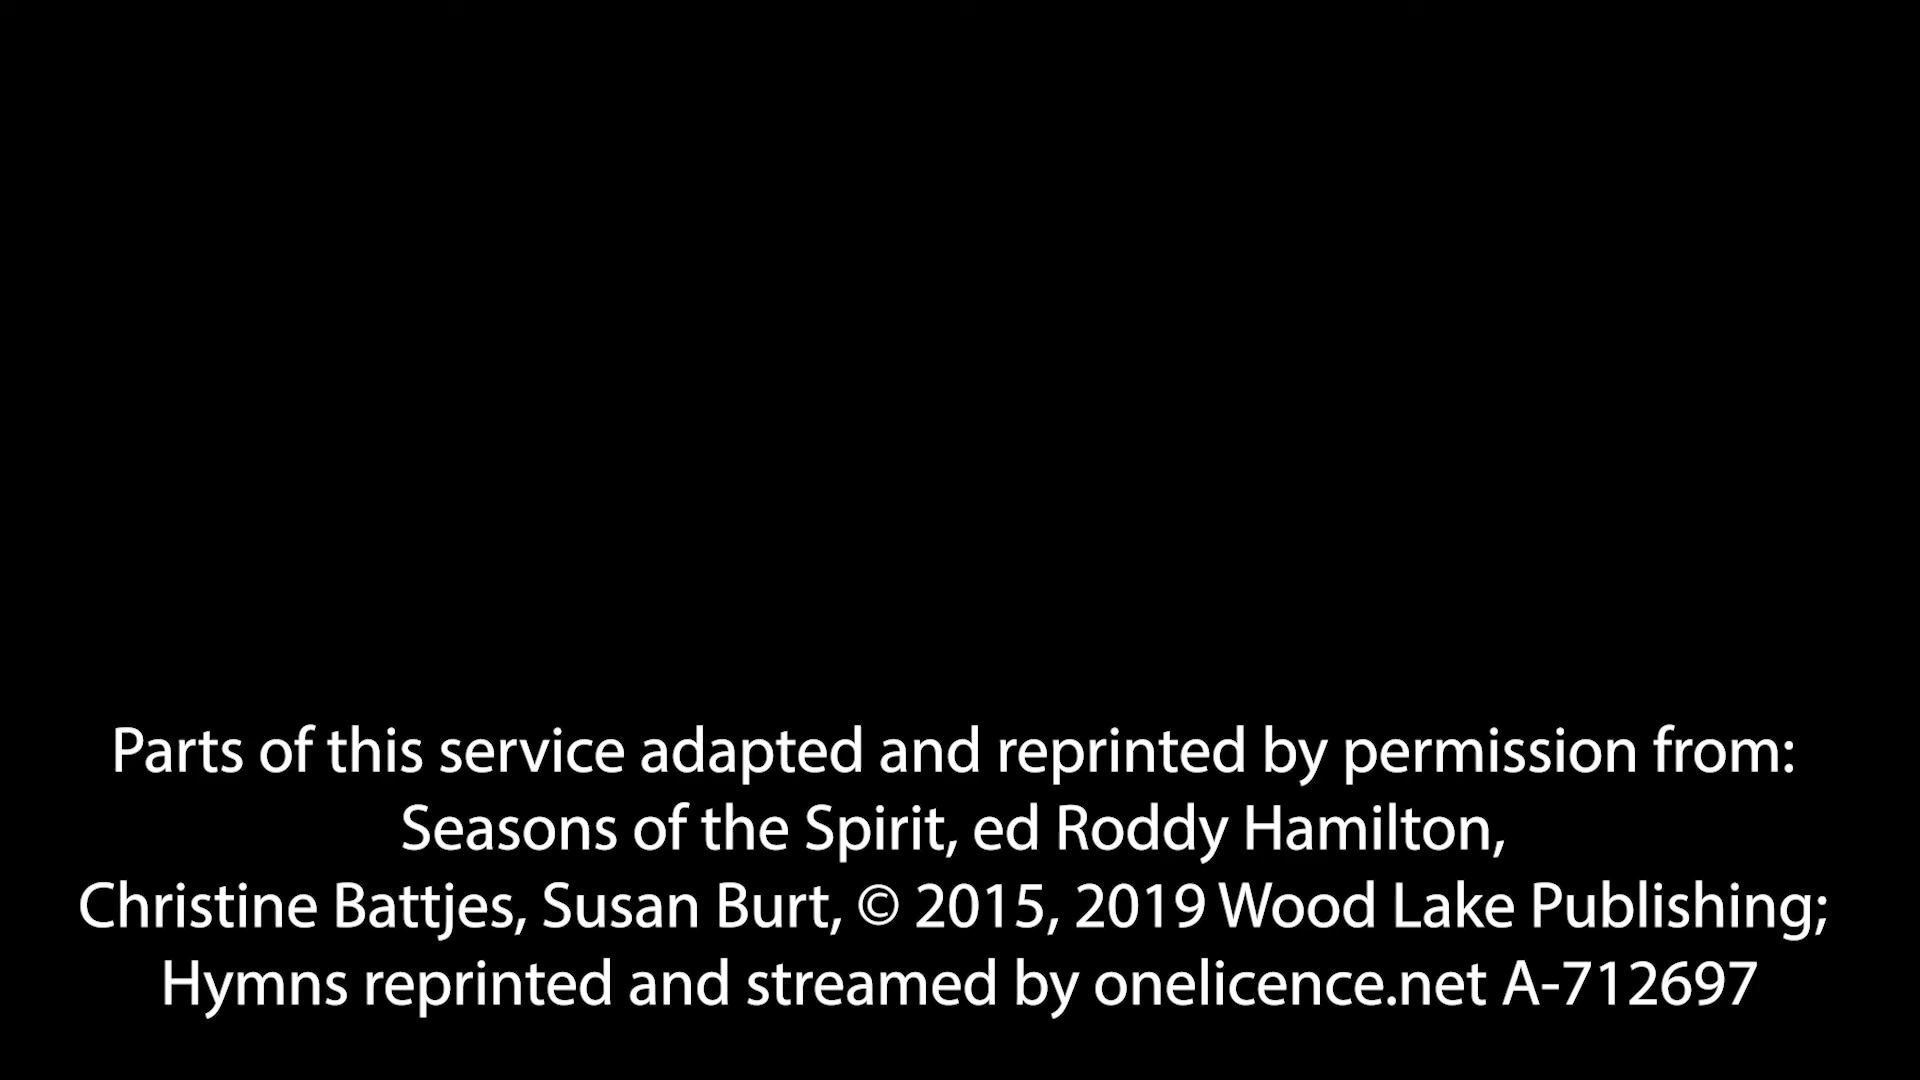 Parts of this service adapted and reprinted by permission from:
Seasons of the Spirit, ed Roddy Hamilton,
Christine Battjes, Susan Burt, © 2015, 2019 Wood Lake Publishing;
Hymns reprinted and streamed by onelicence.net A-712697